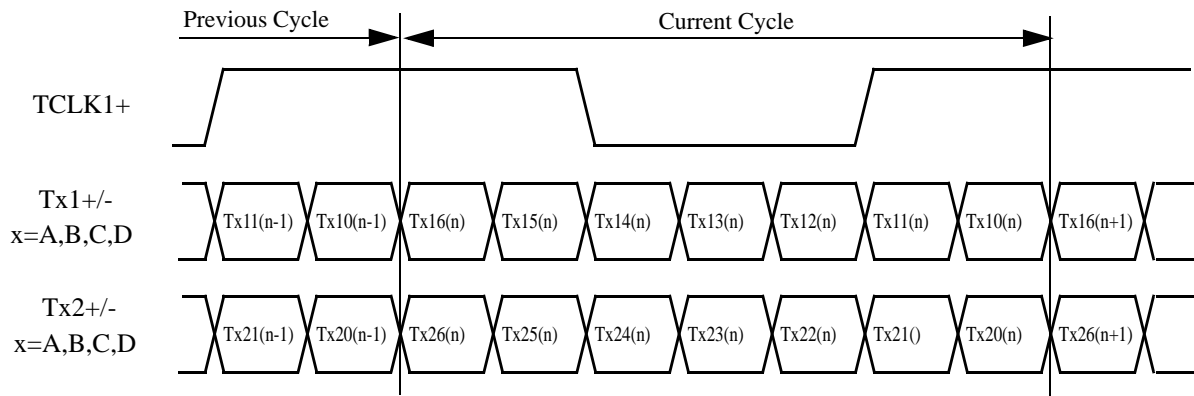 Previous Cycle
Current Cycle
TCLK1+
Tx1+/-
x=A,B,C,D
Tx11(n-1) Tx10(n-1) Tx16(n) Tx15(n) Tx14(n) Tx13(n) Tx12(n) Tx11(n) Tx10(n) Tx16(n+1)
Tx2+/-
x=A,B,C,D
Tx21(n-1) Tx20(n-1) Tx26(n) Tx25(n) Tx24(n) Tx23(n) Tx22(n) Tx21() Tx20(n) Tx26(n+1)